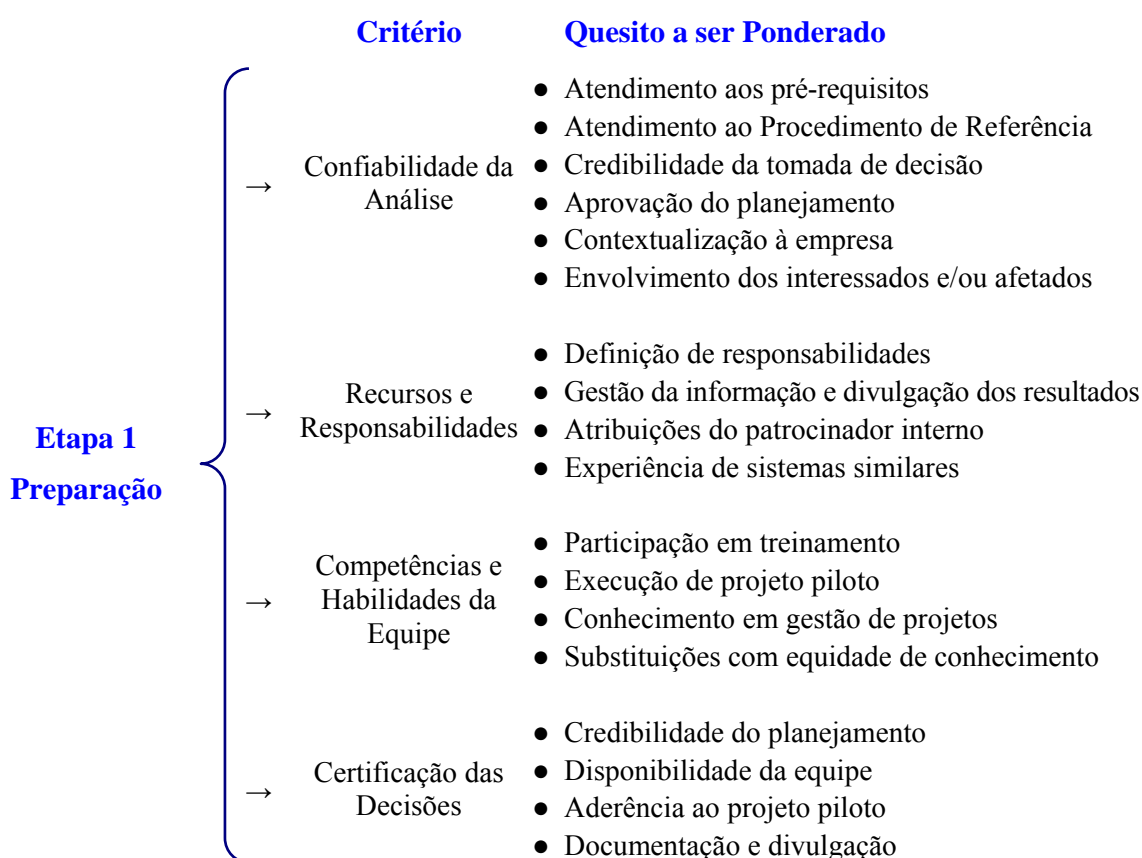 Critério Quesito a ser Ponderado
Etapa 1
Preparação
→ Confiabilidade da
Análise
● Atendimento aos pré-requisitos
● Atendimento ao Procedimento de Referência
● Credibilidade da tomada de decisão
● Aprovação do planejamento
● Contextualização à empresa
● Envolvimento dos interessados e/ou afetados
→ Recursos e
Responsabilidades
● Definição de responsabilidades
● Gestão da informação e divulgação dos resultados
● Atribuições do patrocinador interno
● Experiência de sistemas similares
→ Competências e
Habilidades da
Equipe
● Participação em treinamento
● Execução de projeto piloto
● Conhecimento em gestão de projetos
● Substituições com equidade de conhecimento
→ Certificação das
Decisões
● Credibilidade do planejamento
● Disponibilidade da equipe
● Aderência ao projeto piloto
● Documentação e divulgação